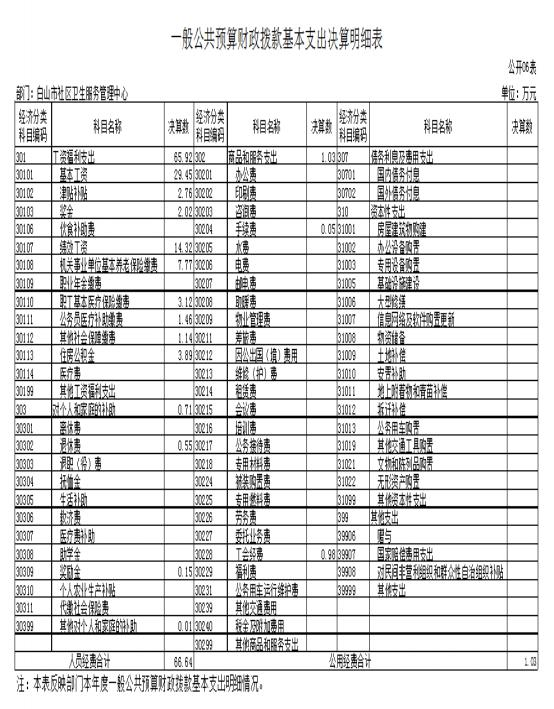 一般公共预算财政拨款基本支出决算明细表
公开06表
部门：白山市社区卫生服务管理中心 单位：万元
经济分类科目编码 科目名称 决算数 经济分类科目编码 科目名称 决算数 经济分类科目编码 科目名称 决算数
301 工资福利支出 65.92 302 商品和服务支出 1.03 307 债务利息及费用支出
30101 基本工资 29.45 30201 办公费 30701 国内债务付息
30102 津贴补贴 2.76 30202 印刷费 30702 国外债务付息
30103 奖金 2.02 30203 咨询费 310 资本性支出
30106 伙食补助费 30204 手续费 0.05 31001 房屋建筑物购建
30107 绩效工资 14.32 30205 水费 31002 办公设备购置
30108 机关事业单位基本养老保险缴费 7.77 30206 电费 31003 专用设备购置
30109 职业年金缴费 30207 邮电费 31005 基础设施建设
30110 职工基本医疗保险缴费 3.12 30208 取暖费 31006 大型修缮
30111 公务员医疗补助缴费 1.46 30209 物业管理费 31007 信息网络及软件购置更新
30112 其他社会保障缴费 1.14 30211 差旅费 31008 物资储备
30113 住房公积金 3.89 30212 因公出国（境）费用 31009 土地补偿
30114 医疗费 30213 维修（护）费 31010 安置补助
30199 其他工资福利支出 30214 租赁费 31011 地上附着物和青苗补偿
303 对个人和家庭的补助 0.71 30215 会议费 31012 拆迁补偿
30301 离休费 30216 培训费 31013 公务用车购置
30302 退休费 0.55 30217 公务接待费 31019 其他交通工具购置
30303 退职（役）费 30218 专用材料费 31021 文物和陈列品购置
30304 抚恤金 30224 被装购置费 31022 无形资产购置
30305 生活补助 30225 专用燃料费 31099 其他资本性支出
30306 救济费 30226 劳务费 399 其他支出
30307 医疗费补助 30227 委托业务费 39906 赠与
30308 助学金 30228 工会经费 0.98 39907 国家赔偿费用支出
30309 奖励金 0.15 30229 福利费 39908 对民间非营利组织和群众性自治组织补贴
30310 个人农业生产补贴 30231 公务用车运行维护费 39999 其他支出
30311 代缴社会保险费 30239 其他交通费用
30399 其他对个人和家庭的补助 0.01 30240 税金及附加费用
30299 其他商品和服务支出
人员经费合计 66.64 公用经费合计 1.03
注：本表反映部门本年度一般公共预算财政拨款基本支出明细情况。